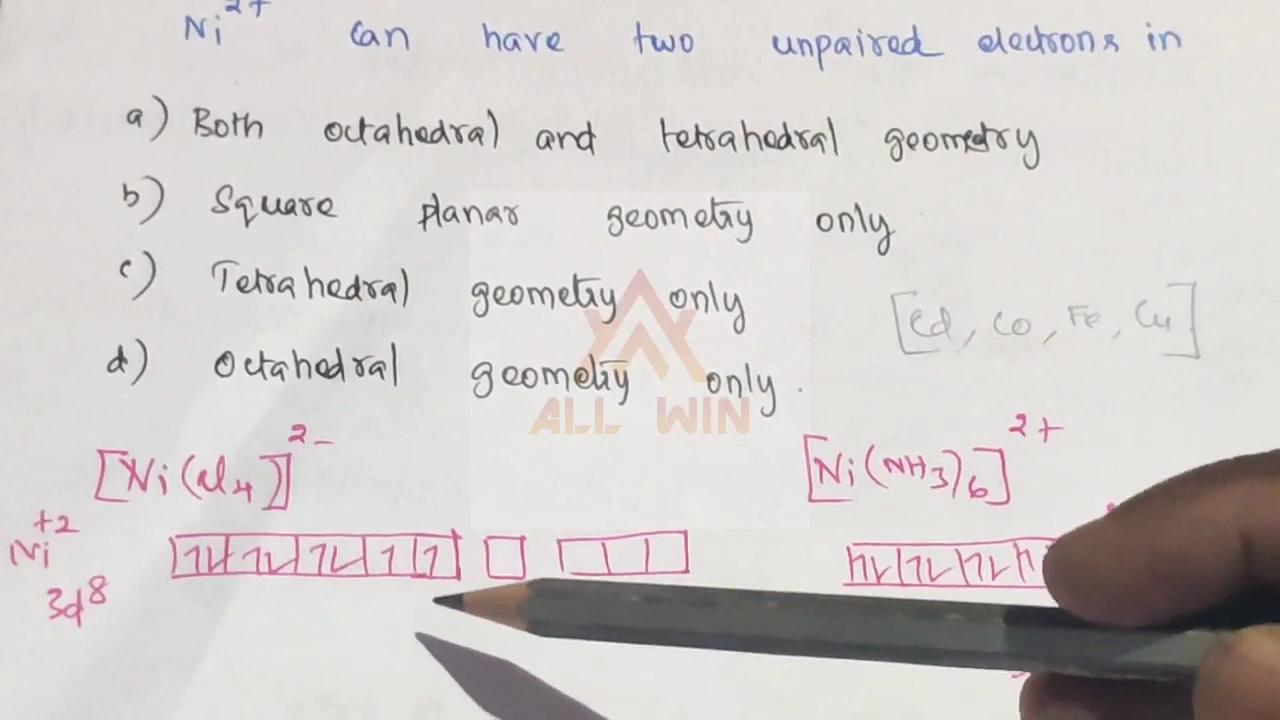 Ni2+ can have two unpaired electrons in
a) Both octahedral and tetrahedral geometry
b) Square planar geometry only
c) Tetrahedral geometry only
[Cd, Co, Fe, Cu]
d) Octahedral geometry only.
ALL WIN
[Ni(Cl4)]2-
[Ni(NH3)6]2+
Ni+2
3d8